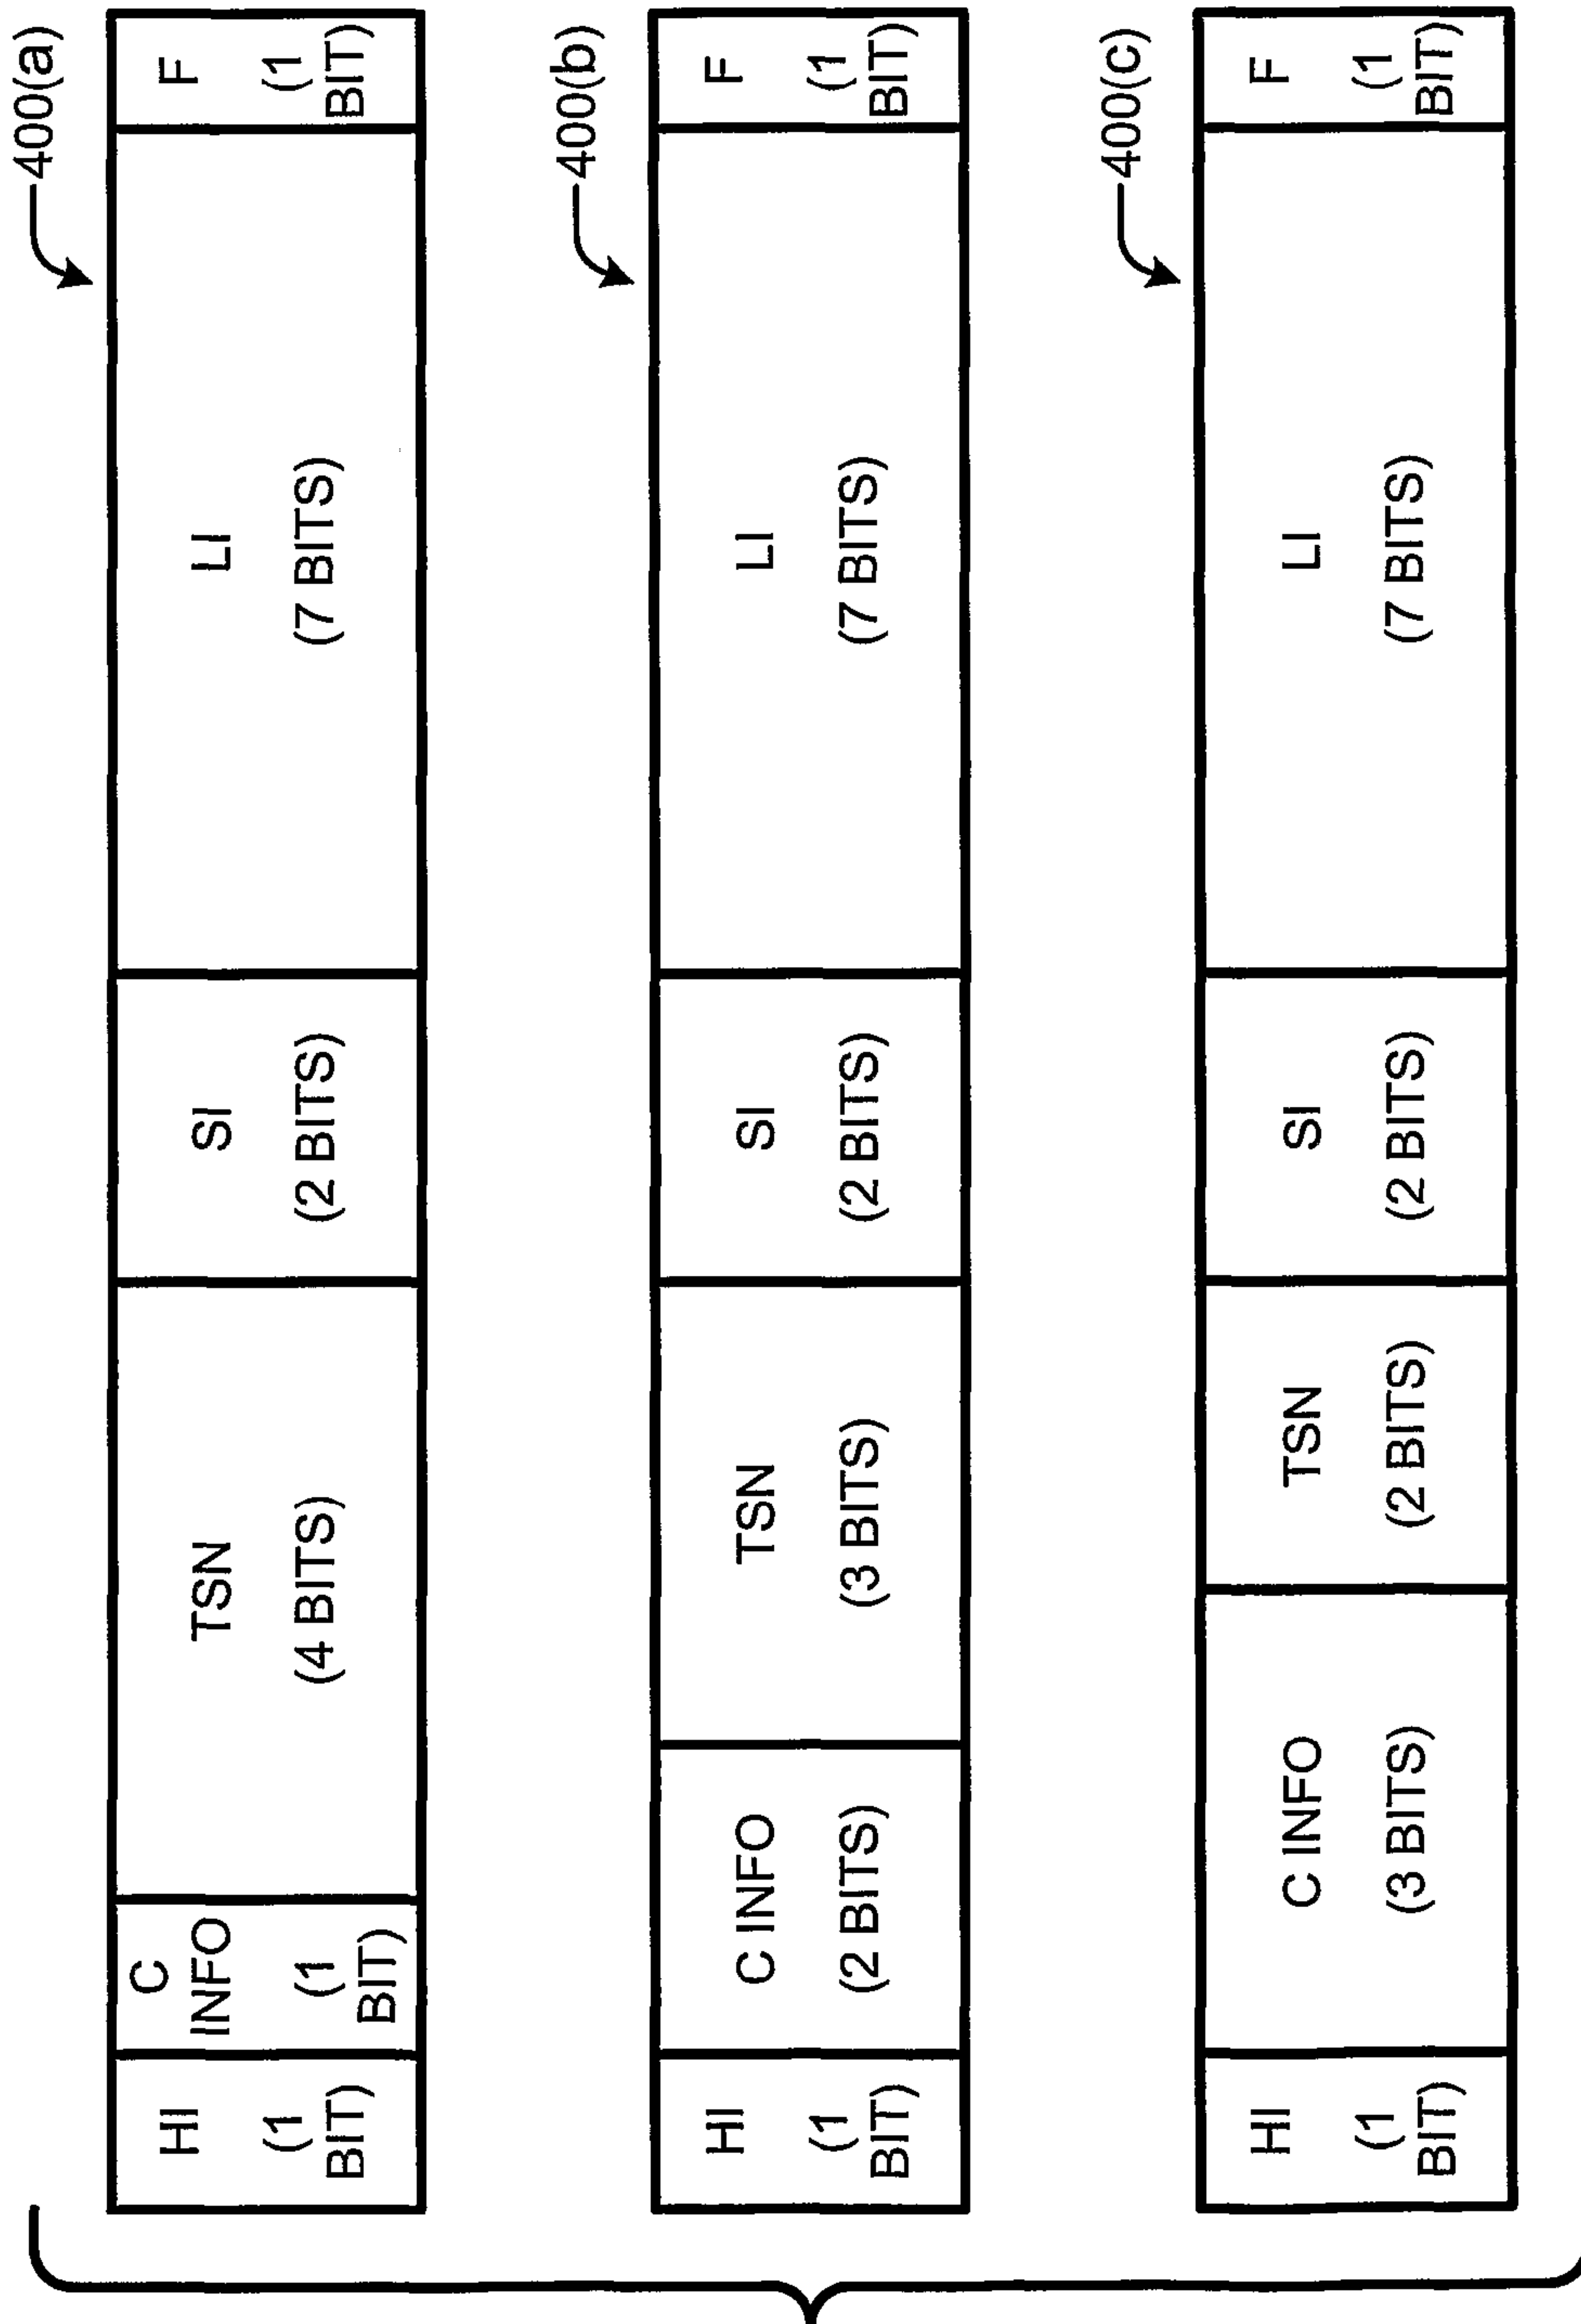 400(a)
HI
(1
BIT)
C
INFO
(1
BIT)
TSN
(4 BITS)
SI
(2 BITS)
LI
(7 BITS)
F
(1
BIT)
400(b)
HI
(1
BIT)
C INFO
(2 BITS)
TSN
(3 BITS)
SI
(2 BITS)
LI
(7 BITS)
F
(1
BIT)
400(c)
HI
(1
BIT)
C INFO
(3 BITS)
TSN
(2 BITS)
SI
(2 BITS)
LI
(7 BITS)
F
(1
BIT)